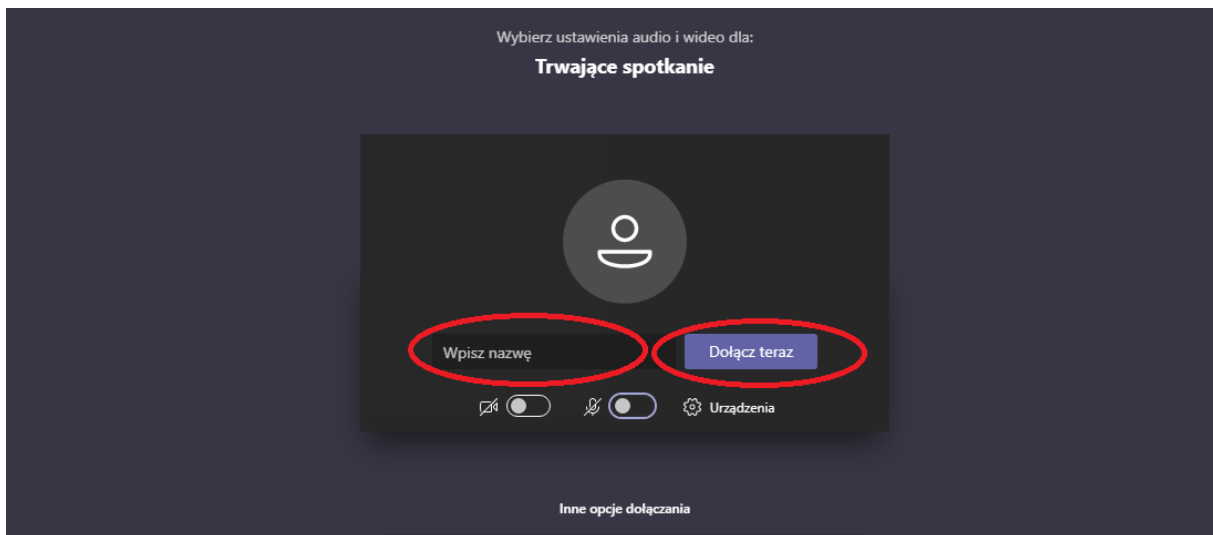 Wybierz ustawienia audio i wideo dla:
Trwające spotkanie
Wpisz nazwę
Dołącz teraz
Urządzenia
Inne opcje dołączania